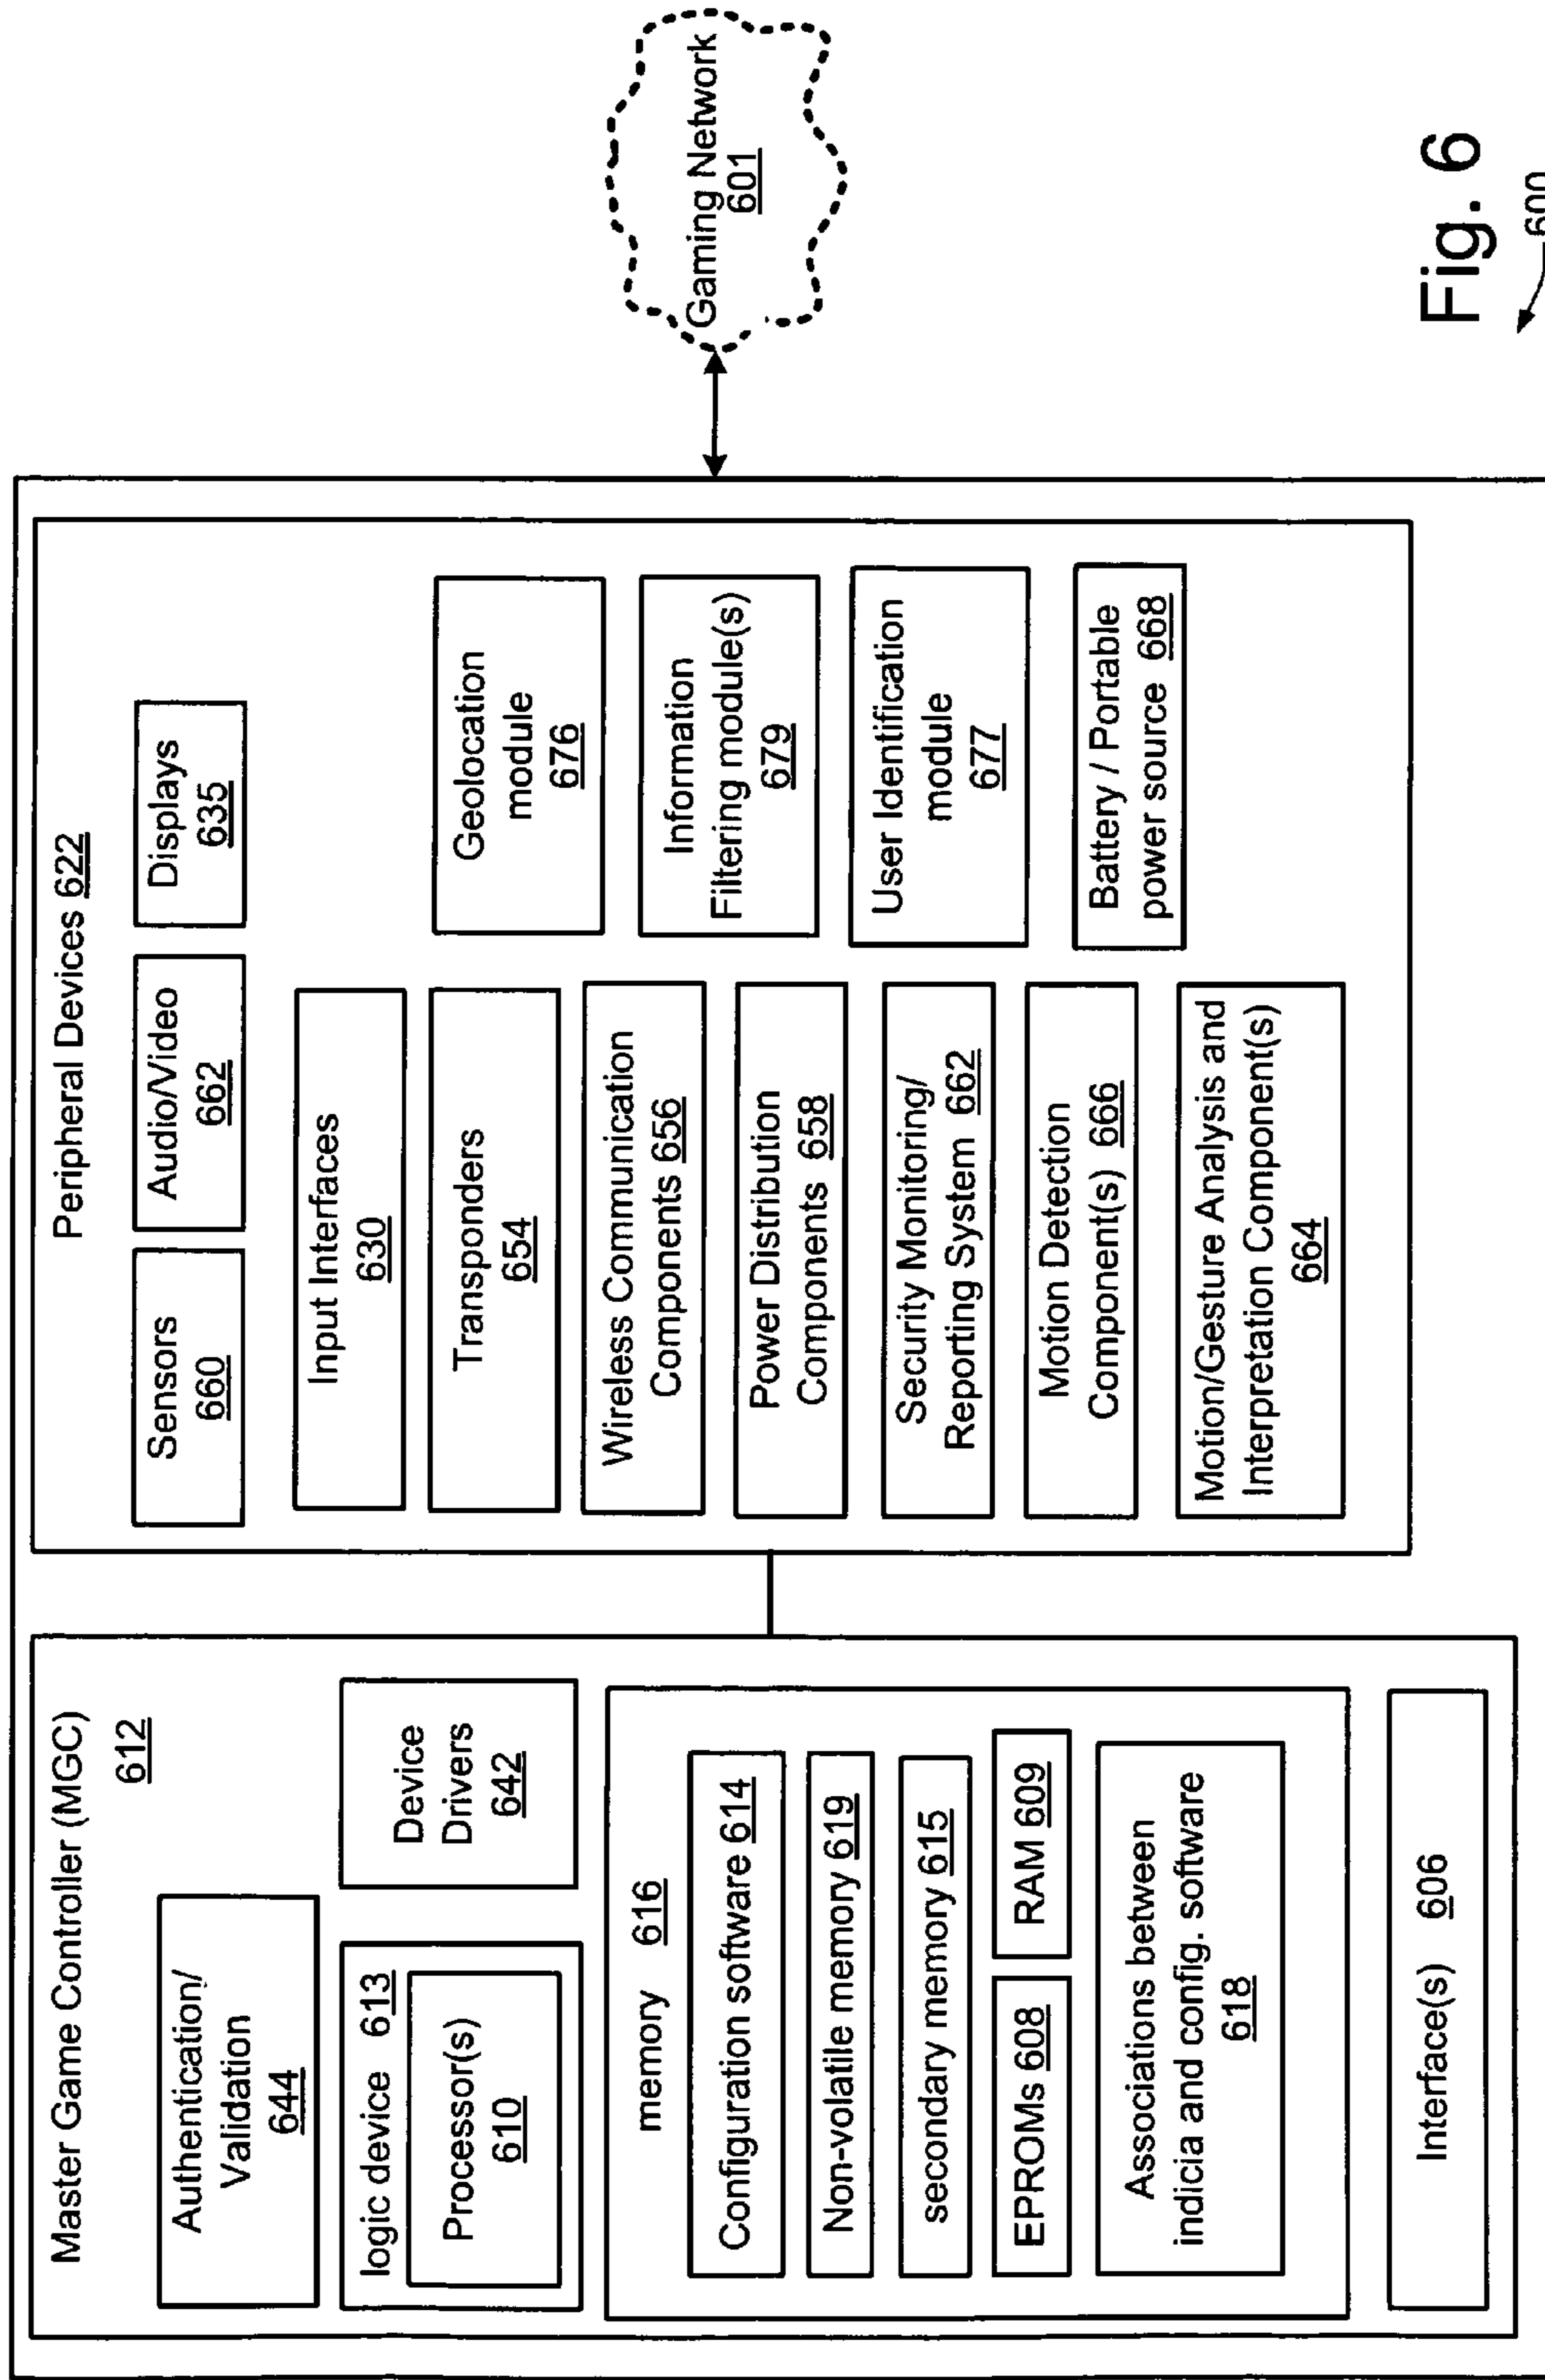 Master Game Controller (MGC)
612
Authentication/
Validation
644
logic device 613
Processor(s)
610
Device
Drivers
642
memory 616
Configuration software 614
Non-volatile memory 619
secondary memory 615
EPROMs 608
RAM 609
Associations between
indicia and config. software
618
Interface(s) 606
Peripheral Devices 622
Sensors
660
Audio/Video
662
Displays
635
Input Interfaces
630
Transponders
654
Wireless Communication
Components 656
Power Distribution
Components 658
Security Monitoring/
Reporting System 662
Motion Detection
Component(s) 666
Motion/Gesture Analysis and
Interpretation Component(s)
664
Geolocation
module
676
Information
Filtering module(s)
679
User Identification
module
677
Battery / Portable
power source 668
Gaming Network
601
Fig. 6
600